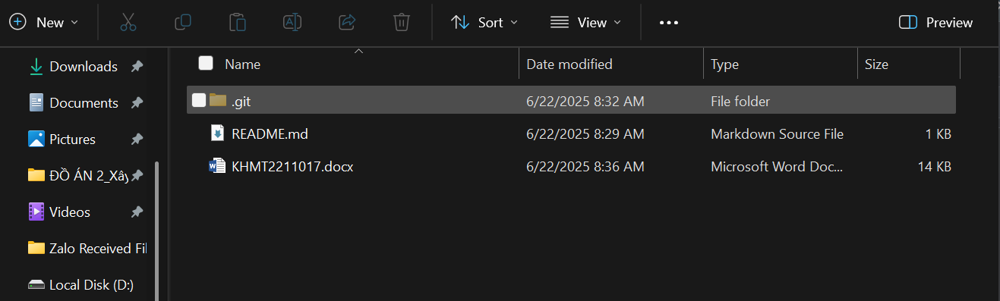 New Sort View ••• Preview
Downloads
Documents
Pictures
ĐỒ ÁN 2_Xây
Videos
Zalo Received Fil
Local Disk (D:)
Name Date modified Type Size
.git 6/22/2025 8:32 AM File folder
README.md 6/22/2025 8:29 AM Markdown Source File 1 KB
KHMT2211017.docx 6/22/2025 8:36 AM Microsoft Word Doc... 14 KB